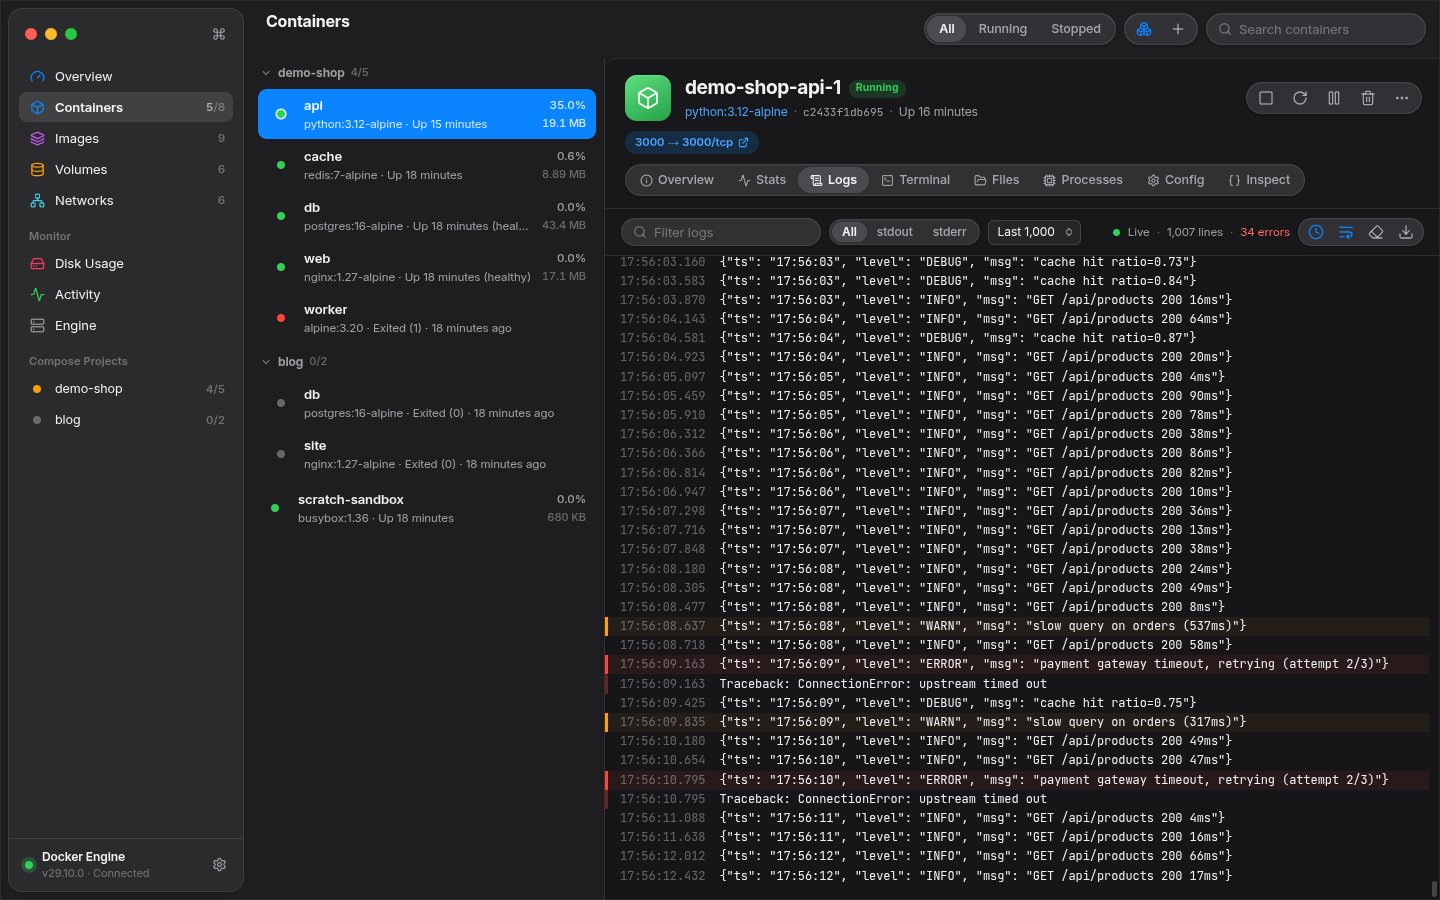 ⌘
Overview
Containers 5/8
Images 9
Volumes 6
Networks 6
Monitor
Disk Usage
Activity
Engine
Compose Projects
demo-shop 4/5
blog 0/2
Docker Engine
v29.10.0 · Connected
Containers
All Running Stopped
Search containers
demo-shop 4/5
api 35.0%
python:3.12-alpine · Up 15 minutes 19.1 MB
cache 0.6%
redis:7-alpine · Up 18 minutes 8.89 MB
db 0.0%
postgres:16-alpine · Up 18 minutes (heal... 43.4 MB
web 0.0%
nginx:1.27-alpine · Up 18 minutes (healthy) 17.1 MB
worker
alpine:3.20 · Exited (1) · 18 minutes ago
blog 0/2
db
postgres:16-alpine · Exited (0) · 18 minutes ago
site
nginx:1.27-alpine · Exited (0) · 18 minutes ago
scratch-sandbox 0.0%
busybox:1.36 · Up 18 minutes 680 KB
demo-shop-api-1 Running
python:3.12-alpine · c2433f1db695 · Up 16 minutes
3000 → 3000/tcp
Overview Stats Logs Terminal Files Processes Config Inspect
Filter logs All stdout stderr Last 1,000 Live · 1,007 lines · 34 errors
17:56:03.160 {"ts": "17:56:03", "level": "DEBUG", "msg": "cache hit ratio=0.73"}
17:56:03.583 {"ts": "17:56:03", "level": "DEBUG", "msg": "cache hit ratio=0.84"}
17:56:03.870 {"ts": "17:56:03", "level": "INFO", "msg": "GET /api/products 200 16ms"}
17:56:04.143 {"ts": "17:56:04", "level": "INFO", "msg": "GET /api/products 200 64ms"}
17:56:04.581 {"ts": "17:56:04", "level": "DEBUG", "msg": "cache hit ratio=0.87"}
17:56:04.923 {"ts": "17:56:04", "level": "INFO", "msg": "GET /api/products 200 20ms"}
17:56:05.097 {"ts": "17:56:05", "level": "INFO", "msg": "GET /api/products 200 4ms"}
17:56:05.459 {"ts": "17:56:05", "level": "INFO", "msg": "GET /api/products 200 90ms"}
17:56:05.910 {"ts": "17:56:05", "level": "INFO", "msg": "GET /api/products 200 78ms"}
17:56:06.312 {"ts": "17:56:06", "level": "INFO", "msg": "GET /api/products 200 38ms"}
17:56:06.366 {"ts": "17:56:06", "level": "INFO", "msg": "GET /api/products 200 86ms"}
17:56:06.814 {"ts": "17:56:06", "level": "INFO", "msg": "GET /api/products 200 82ms"}
17:56:06.947 {"ts": "17:56:06", "level": "INFO", "msg": "GET /api/products 200 10ms"}
17:56:07.298 {"ts": "17:56:07", "level": "INFO", "msg": "GET /api/products 200 36ms"}
17:56:07.716 {"ts": "17:56:07", "level": "INFO", "msg": "GET /api/products 200 13ms"}
17:56:07.848 {"ts": "17:56:07", "level": "INFO", "msg": "GET /api/products 200 38ms"}
17:56:08.180 {"ts": "17:56:08", "level": "INFO", "msg": "GET /api/products 200 24ms"}
17:56:08.305 {"ts": "17:56:08", "level": "INFO", "msg": "GET /api/products 200 49ms"}
17:56:08.477 {"ts": "17:56:08", "level": "INFO", "msg": "GET /api/products 200 8ms"}
17:56:08.637 {"ts": "17:56:08", "level": "WARN", "msg": "slow query on orders (537ms)"}
17:56:08.718 {"ts": "17:56:08", "level": "INFO", "msg": "GET /api/products 200 58ms"}
17:56:09.163 {"ts": "17:56:09", "level": "ERROR", "msg": "payment gateway timeout, retrying (attempt 2/3)"}
17:56:09.163 Traceback: ConnectionError: upstream timed out
17:56:09.425 {"ts": "17:56:09", "level": "DEBUG", "msg": "cache hit ratio=0.75"}
17:56:09.835 {"ts": "17:56:09", "level": "WARN", "msg": "slow query on orders (317ms)"}
17:56:10.180 {"ts": "17:56:10", "level": "INFO", "msg": "GET /api/products 200 49ms"}
17:56:10.654 {"ts": "17:56:10", "level": "INFO", "msg": "GET /api/products 200 47ms"}
17:56:10.795 {"ts": "17:56:10", "level": "ERROR", "msg": "payment gateway timeout, retrying (attempt 2/3)"}
17:56:10.795 Traceback: ConnectionError: upstream timed out
17:56:11.088 {"ts": "17:56:11", "level": "INFO", "msg": "GET /api/products 200 4ms"}
17:56:11.638 {"ts": "17:56:11", "level": "INFO", "msg": "GET /api/products 200 16ms"}
17:56:12.012 {"ts": "17:56:12", "level": "INFO", "msg": "GET /api/products 200 66ms"}
17:56:12.432 {"ts": "17:56:12", "level": "INFO", "msg": "GET /api/products 200 17ms"}